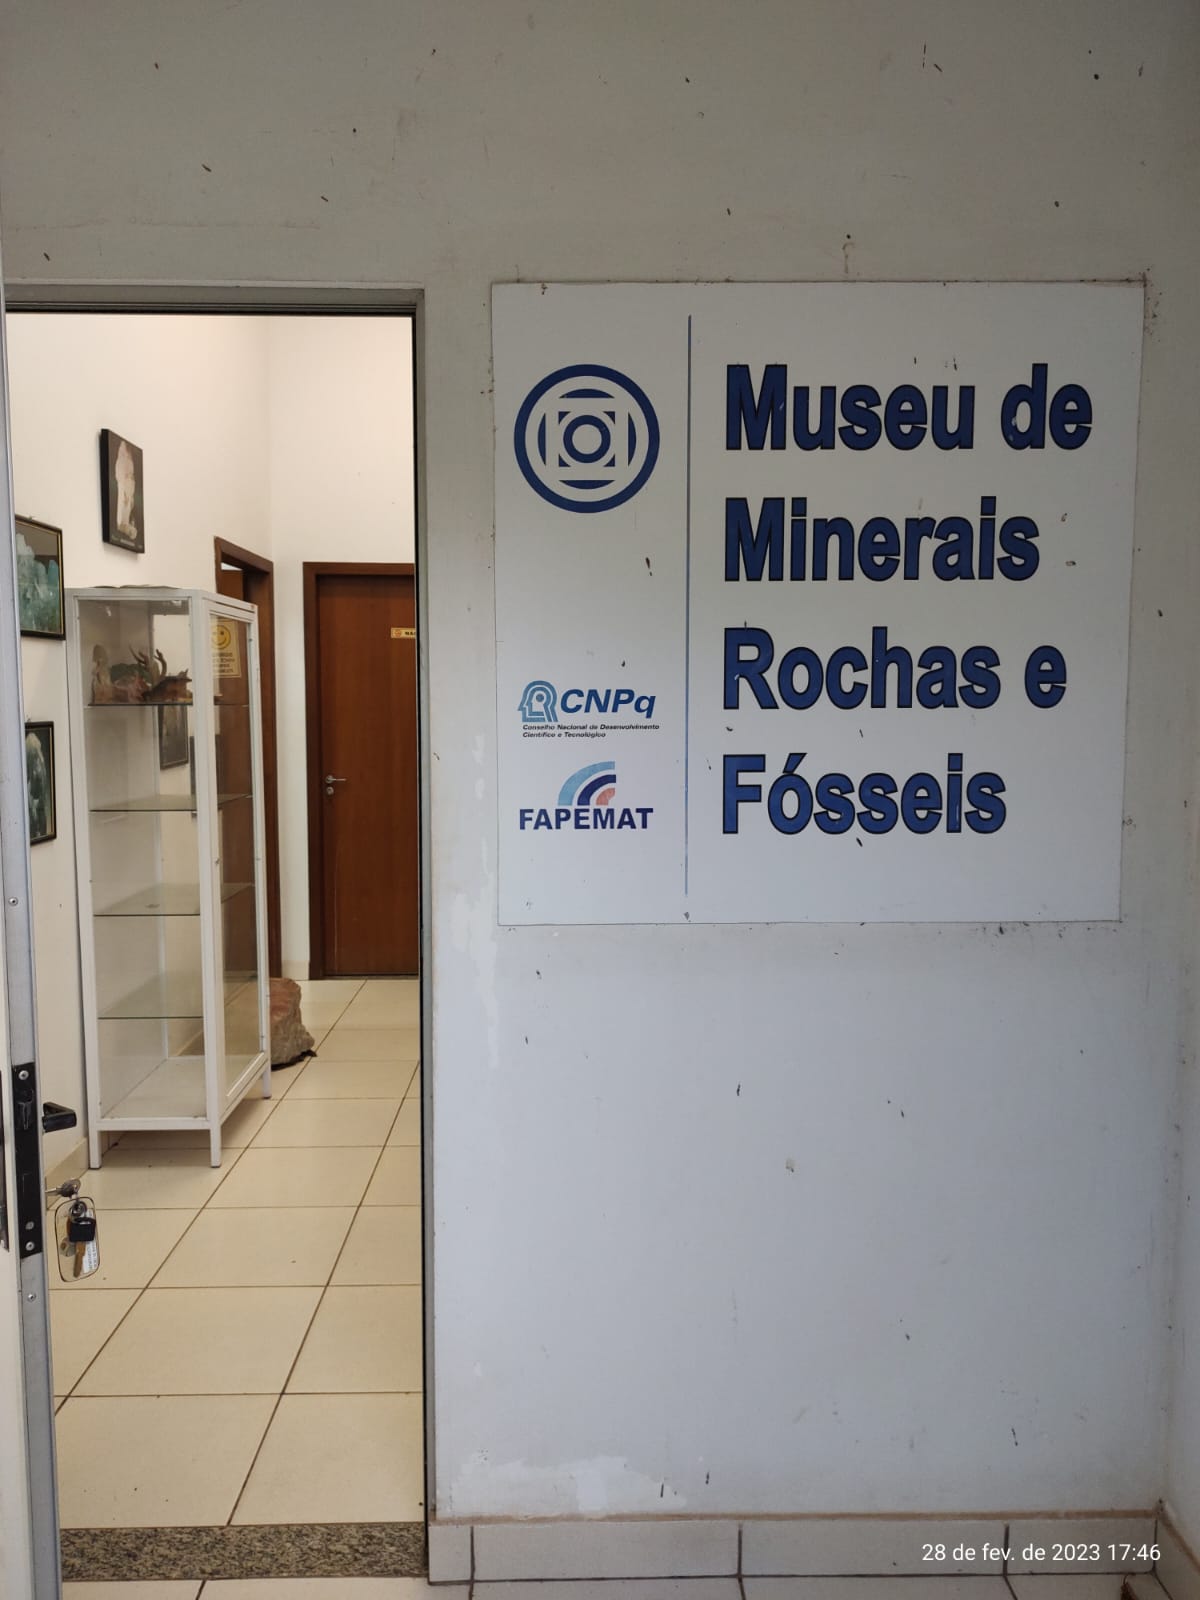 Museu de
Minerais
Rochas e
Fósseis
CNPq
Conselho Nacional de Desenvolvimento
Científico e Tecnológico
FAPEMAT
28 de fev. de 2023 17:46